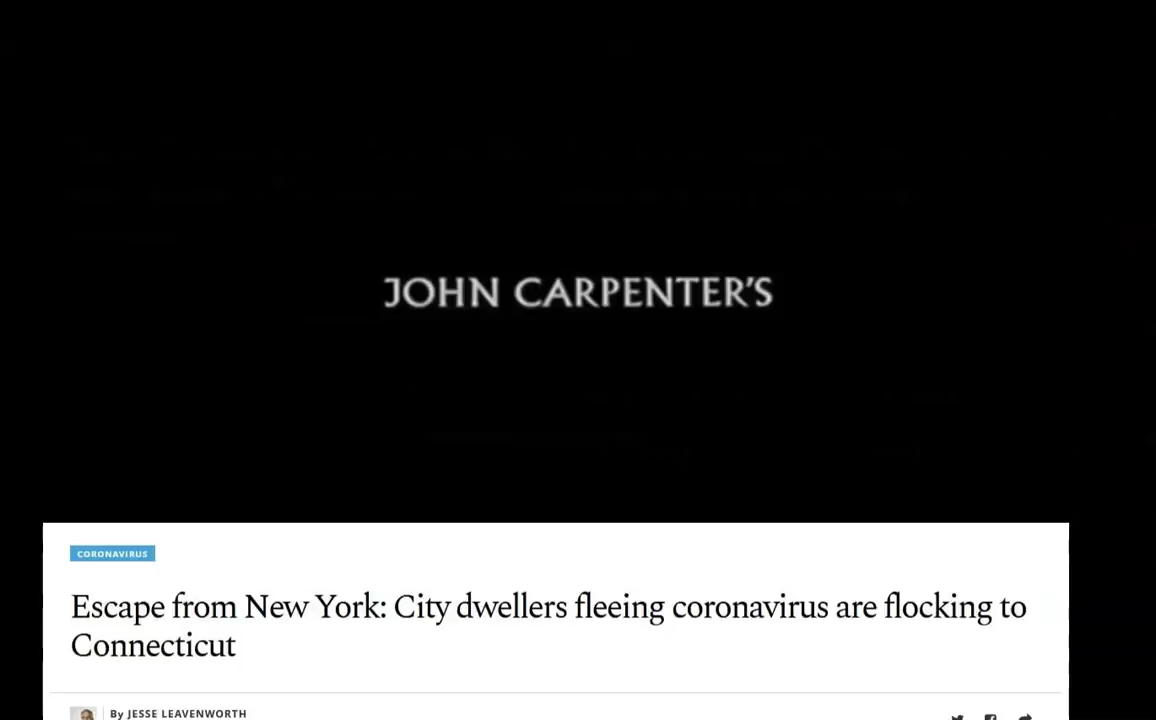 JOHN CARPENTER'S
CORONAVIRUS
Escape from New York: City dwellers fleeing coronavirus are flocking to
Connecticut
By JESSE LEAVENWORTH